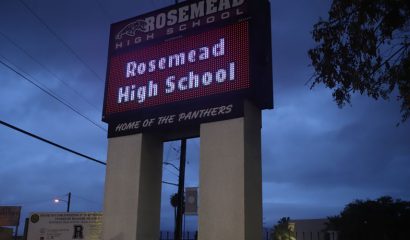 ROSEMEAD
HIGH SCHOOL
Rosemead
High School
HOME OF THE PANTHERS
R